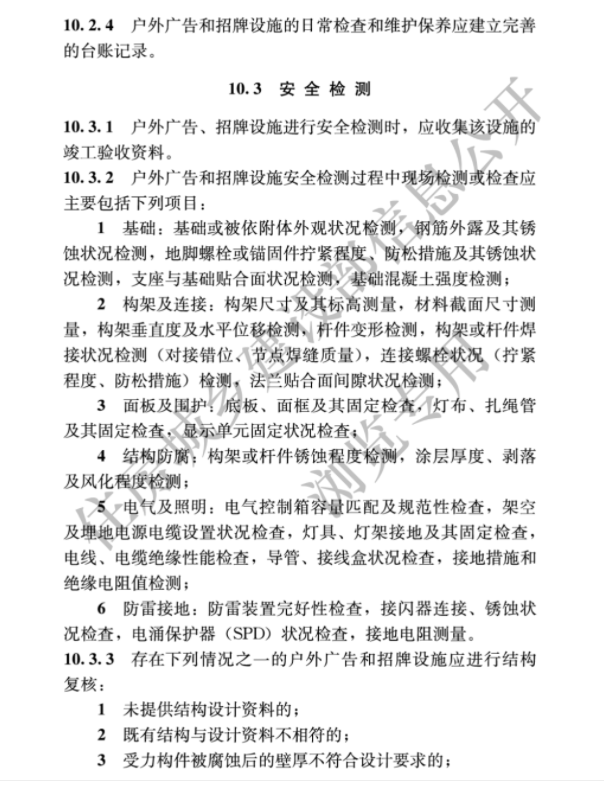 10.2.4 户外广告和招牌设施的日常检查和维护保养应建立完善
的台账记录。
10.3 安全检测
10.3.1 户外广告、招牌设施进行安全检测时，应收集该设施的
竣工验收资料。
10.3.2 户外广告和招牌设施安全检测过程中现场检测或检查应
主要包括下列项目：
1 基础：基础或被依附体外观状况检测，钢筋外露及其锈
蚀状况检测，地脚螺栓或锚固件拧紧程度、防松措施及其锈蚀状
况检测，支座与基础贴合面状况检测，基础混凝土强度检测；
2 构架及连接：构架尺寸及其标高测量，材料截面尺寸测
量，构架垂直度及水平位移检测，杆件变形检测，构架或杆件焊
接状况检测（对接错位、节点焊缝质量），连接螺栓状况（拧紧
程度、防松措施）检测，法兰贴合面间隙状况检测；
3 面板及围护：底板、面框及其固定检查，灯布、扎绳管
及其固定检查，显示单元固定状况检查；
4 结构防腐：构架或杆件锈蚀程度检测，涂层厚度、剥落
及风化程度检测；
5 电气及照明：电气控制箱容量匹配及规范性检查，架空
及埋地电源电缆设置状况检查，灯具、灯架接地及其固定检查，
电线、电缆绝缘性能检查，导管、接线盒状况检查，接地措施和
绝缘电阻值检测；
6 防雷接地：防雷装置完好性检查，接闪器连接、锈蚀状
况检查，电涌保护器（SPD）状况检查，接地电阻测量。
10.3.3 存在下列情况之一的户外广告和招牌设施应进行结构
复核：
1 未提供结构设计资料的；
2 既有结构与设计资料不相符的；
3 受力构件被腐蚀后的壁厚不符合设计要求的；
住房城乡建设部信息公开
浏览专用